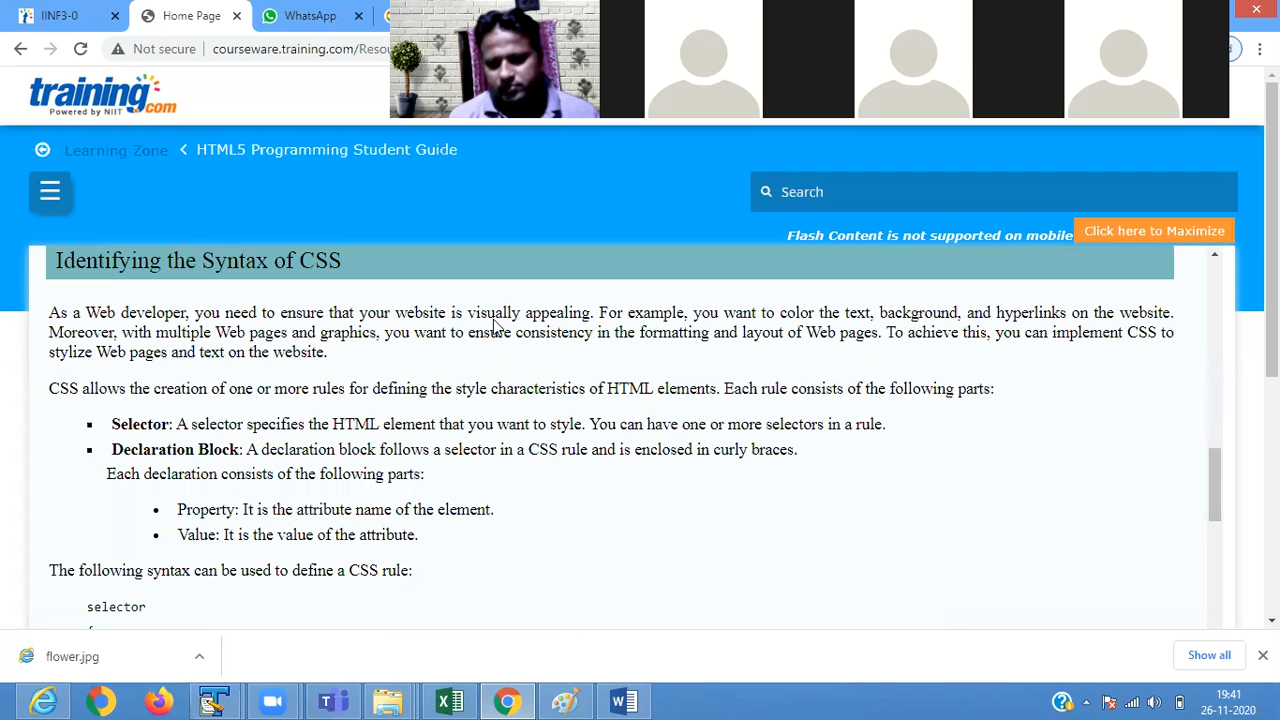 IINF3-0
Home Page
WhatsApp
Not secure
courseware.training.com/Resou
training.com
Powered by NIIT
Learning Zone
HTML5 Programming Student Guide
Search
Flash Content is not supported on mobile
Click here to Maximize
Identifying the Syntax of CSS
As a Web developer, you need to ensure that your website is visually appealing. For example, you want to color the text, background, and hyperlinks on the website.
Moreover, with multiple Web pages and graphics, you want to ensure consistency in the formatting and layout of Web pages. To achieve this, you can implement CSS to
stylize Web pages and text on the website.
CSS allows the creation of one or more rules for defining the style characteristics of HTML elements. Each rule consists of the following parts:
Selector: A selector specifies the HTML element that you want to style. You can have one or more selectors in a rule.
Declaration Block: A declaration block follows a selector in a CSS rule and is enclosed in curly braces.
Each declaration consists of the following parts:
Property: It is the attribute name of the element.
Value: It is the value of the attribute.
The following syntax can be used to define a CSS rule:
selector
flower.jpg
Show all
19:41
26-11-2020